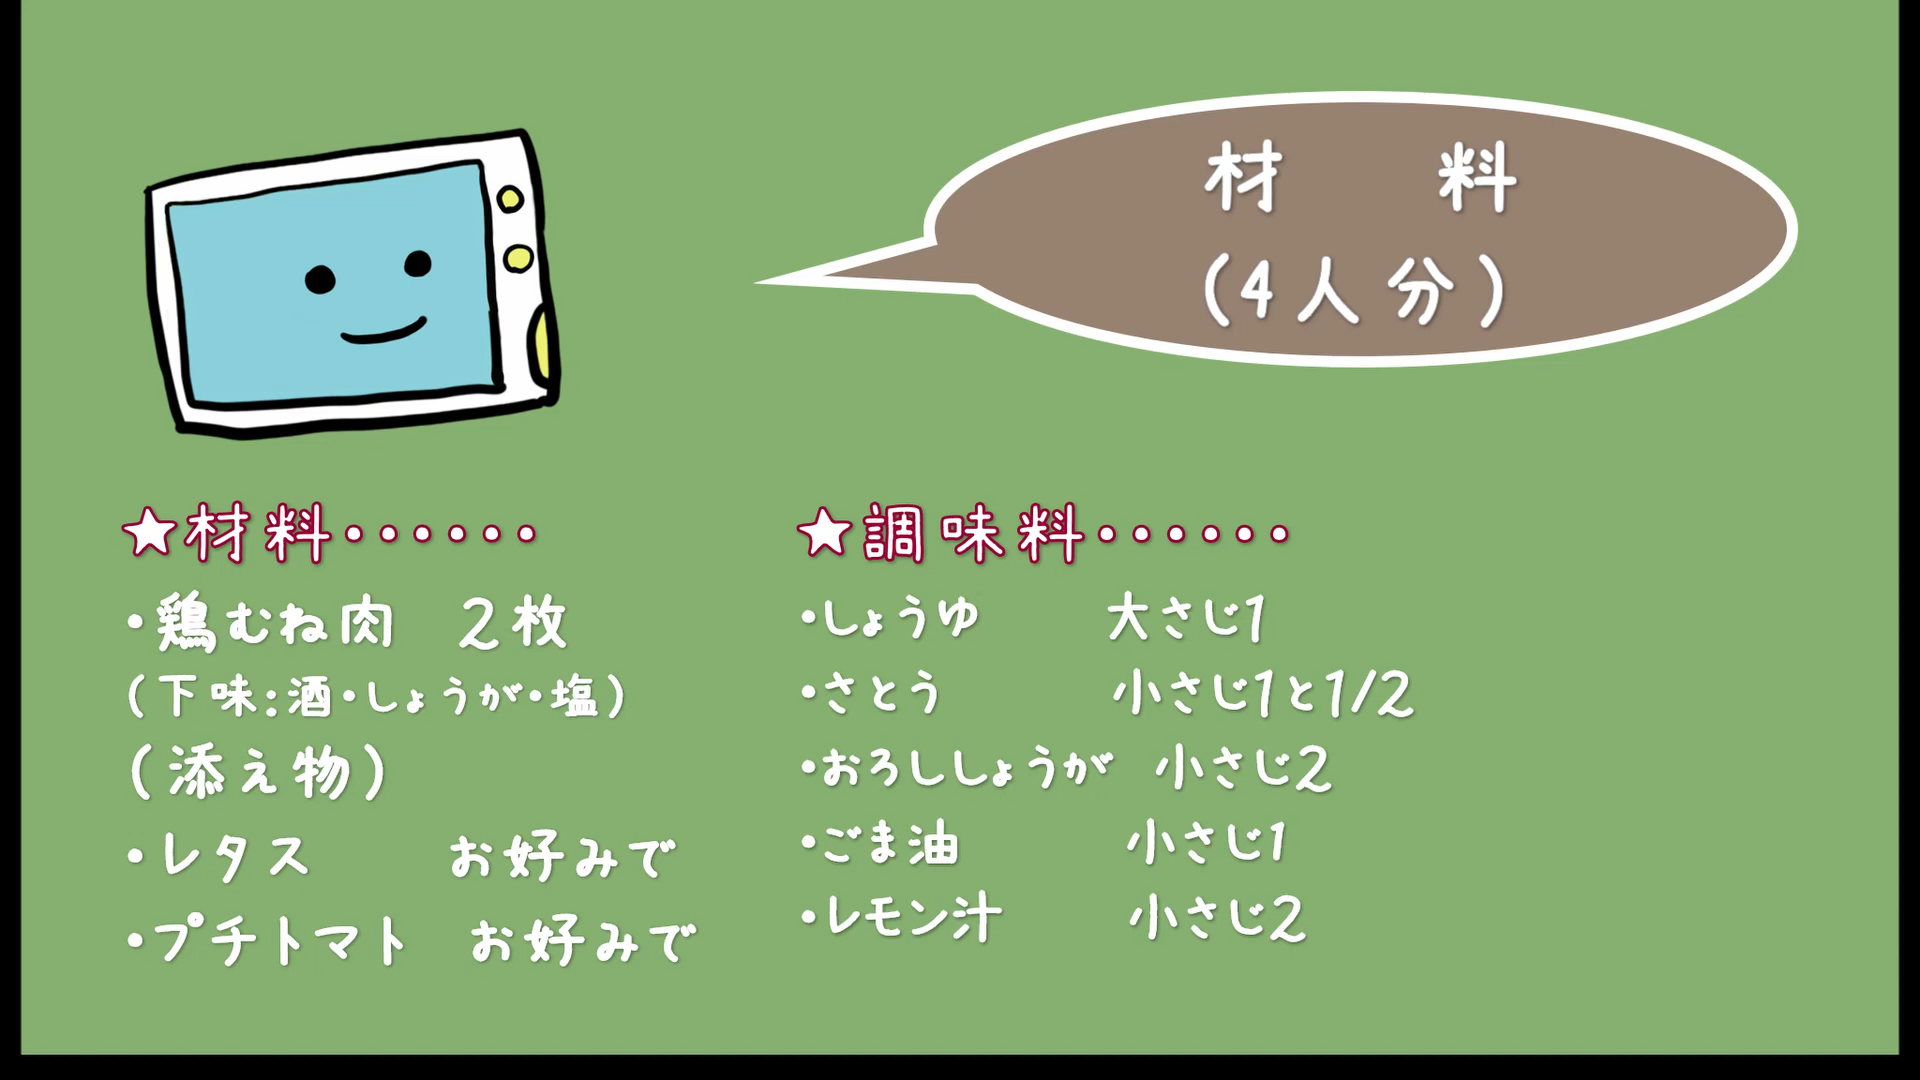 材　料
(4人分)
★材料・・・・・・
・鶏むね肉　2枚
(下味:酒・しょうが・塩)
(添え物)
・レタス　お好みで
・プチトマト　お好みで
★調味料・・・・・・
・しょうゆ　大さじ1
・さとう　小さじ1と1/2
・おろししょうが　小さじ2
・ごま油　小さじ1
・レモン汁　小さじ2